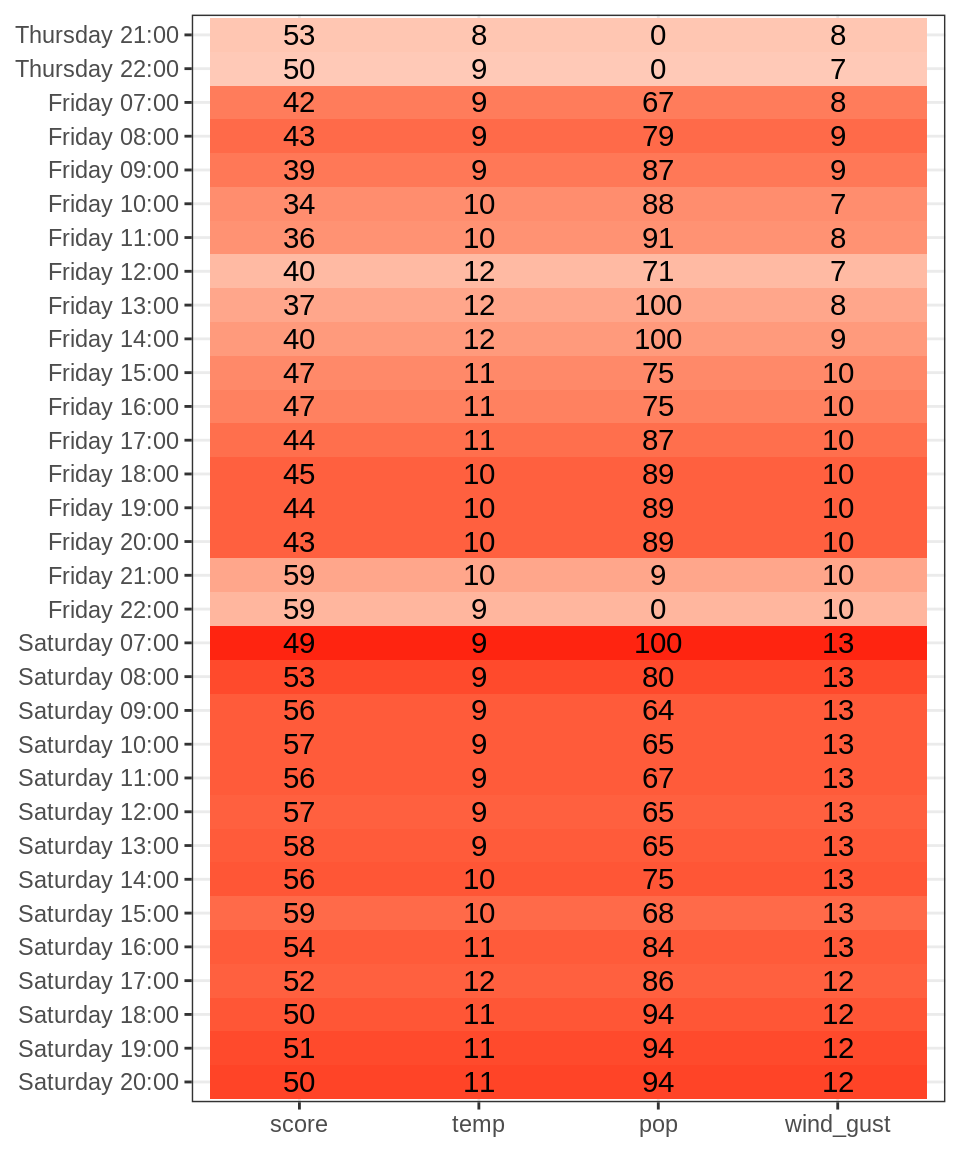 Thursday 21:00 53 8 0 8
Thursday 22:00 50 9 0 7
Friday 07:00 42 9 67 8
Friday 08:00 43 9 79 9
Friday 09:00 39 9 87 9
Friday 10:00 34 10 88 7
Friday 11:00 36 10 91 8
Friday 12:00 40 12 71 7
Friday 13:00 37 12 100 8
Friday 14:00 40 12 100 9
Friday 15:00 47 11 75 10
Friday 16:00 47 11 75 10
Friday 17:00 44 11 87 10
Friday 18:00 45 10 89 10
Friday 19:00 44 10 89 10
Friday 20:00 43 10 89 10
Friday 21:00 59 10 9 10
Friday 22:00 59 9 0 10
Saturday 07:00 49 9 100 13
Saturday 08:00 53 9 80 13
Saturday 09:00 56 9 64 13
Saturday 10:00 57 9 65 13
Saturday 11:00 56 9 67 13
Saturday 12:00 57 9 65 13
Saturday 13:00 58 9 65 13
Saturday 14:00 56 10 75 13
Saturday 15:00 59 10 68 13
Saturday 16:00 54 11 84 13
Saturday 17:00 52 12 86 12
Saturday 18:00 50 11 94 12
Saturday 19:00 51 11 94 12
Saturday 20:00 50 11 94 12
score temp pop wind_gust